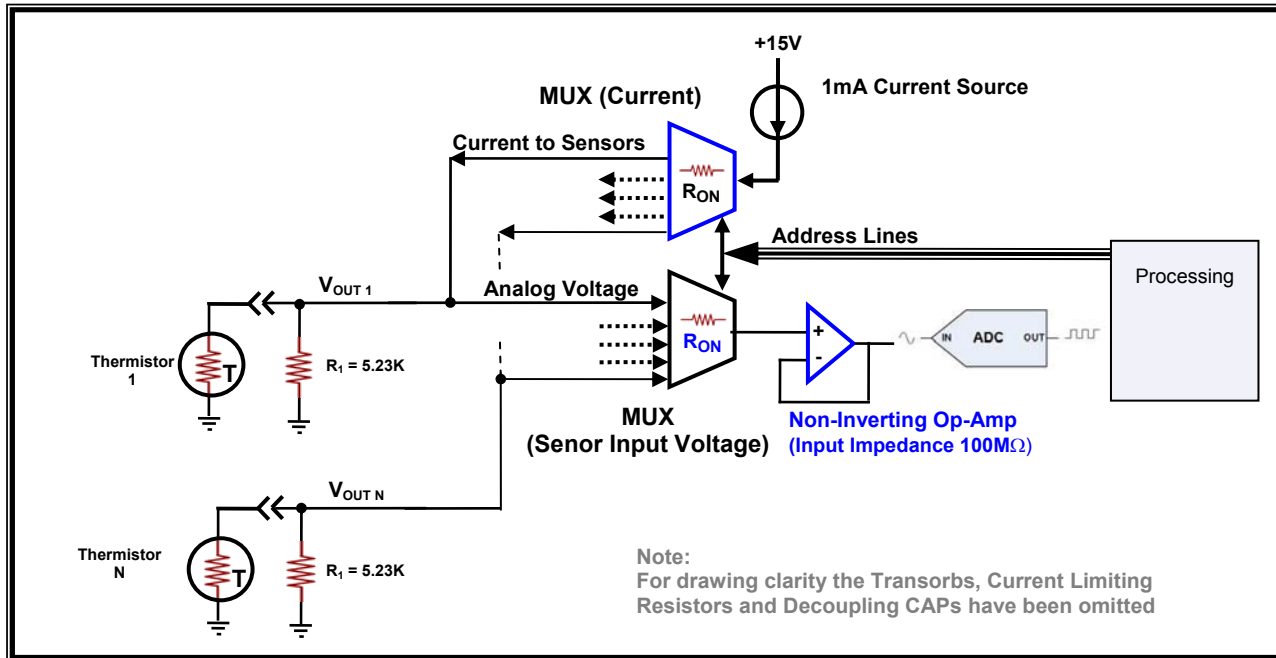 +15V
1mA Current Source
MUX (Current)
Current to Sensors
R_ON
Address Lines
Processing
V_OUT 1
Analog Voltage
R_ON
+
-
IN
ADC
OUT
Thermistor
1
T
R₁ = 5.23K
MUX
(Senor Input Voltage)
Non-Inverting Op-Amp
(Input Impedance 100MΩ)
V_OUT N
Thermistor
N
T
R₁ = 5.23K
Note:
For drawing clarity the Transorbs, Current Limiting
Resistors and Decoupling CAPs have been omitted